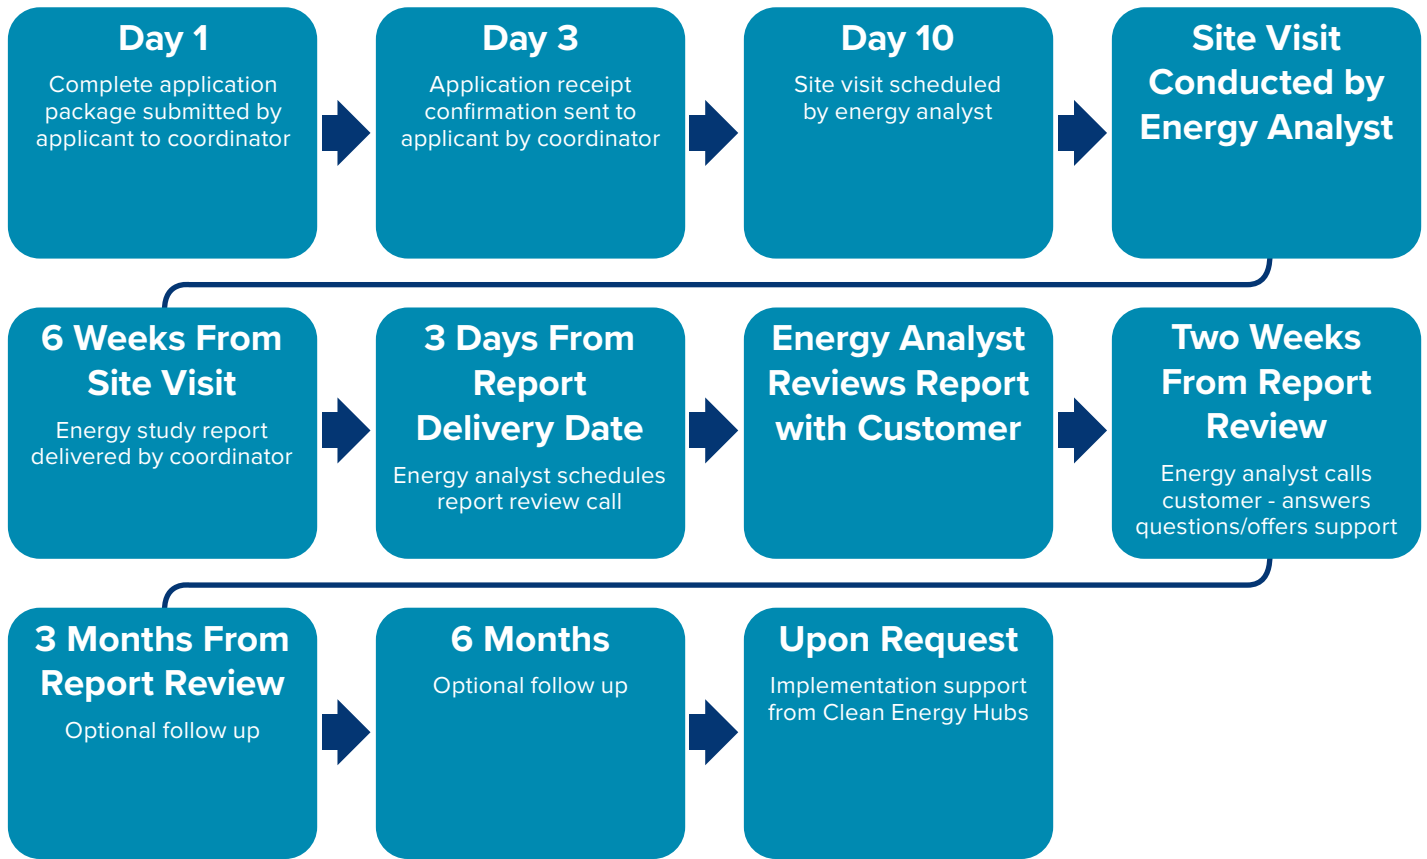 Day 1
Complete application
package submitted by
applicant to coordinator
Day 3
Application receipt
confirmation sent to
applicant by coordinator
Day 10
Site visit scheduled
by energy analyst
Site Visit
Conducted by
Energy Analyst
6 Weeks From
Site Visit
Energy study report
delivered by coordinator
3 Days From
Report
Delivery Date
Energy analyst schedules
report review call
Energy Analyst
Reviews Report
with Customer
Two Weeks
From Report
Review
Energy analyst calls
customer - answers
questions/offers support
3 Months From
Report Review
Optional follow up
6 Months
Optional follow up
Upon Request
Implementation support
from Clean Energy Hubs